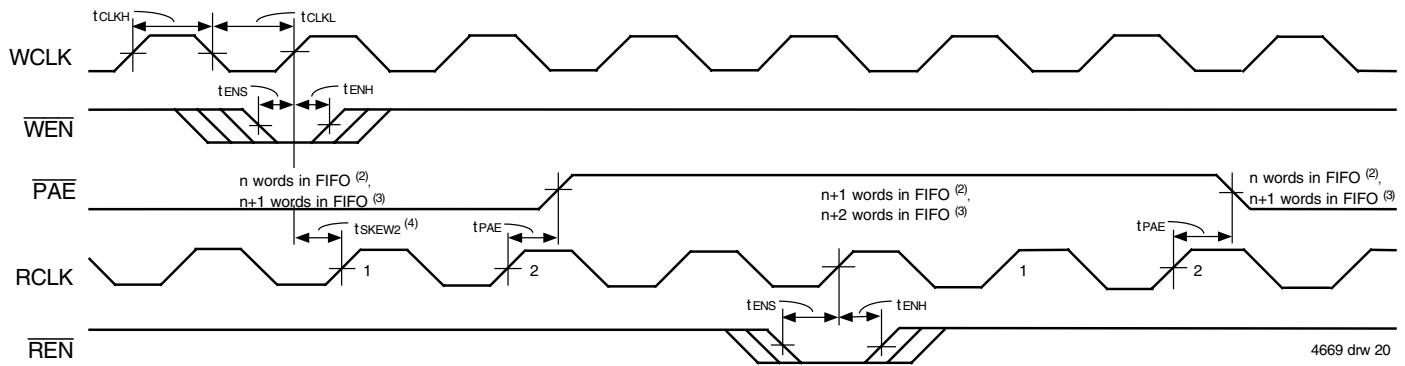 tCLKH tCLKL
WCLK
tENS tENH
WEN
PAE
n words in FIFO (2),
n+1 words in FIFO (3)
n+1 words in FIFO (2),
n+2 words in FIFO (3)
n words in FIFO (2),
n+1 words in FIFO (3)
tSKEW2 (4) tPAE tPAE
RCLK 1 2 1 2
tENS tENH
REN
4669 drw 20